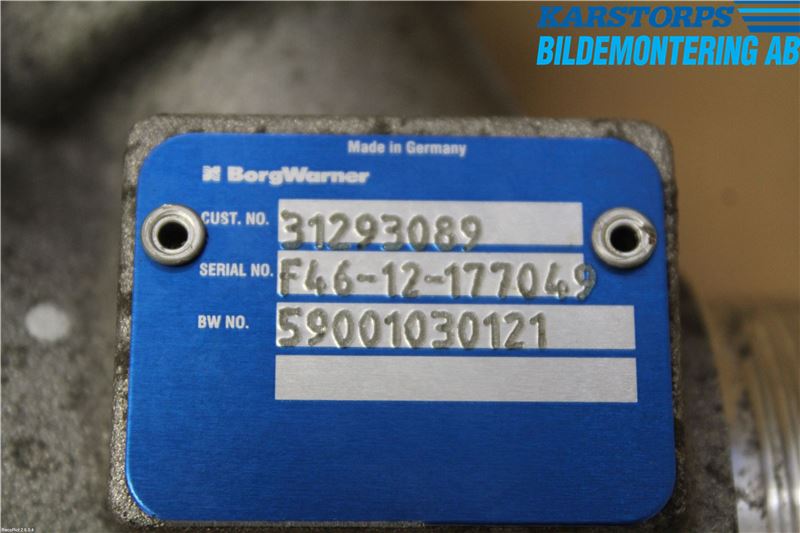 KARSTORPS
BILDEMONTERING AB
Made in Germany
BorgWarner
CUST. NO. 31293089
SERIAL NO. F46-12-177049
BW NO. 59001030121